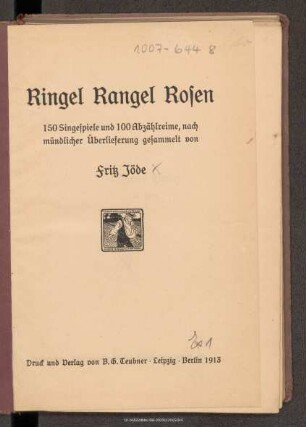 1007-644 8
Ringel Rangel Rosen
150 Singespiele und 100 Abzählreime, nach
mündlicher Überlieferung gesammelt von
Fritz Jöde
Druck und Verlag von B. G. Teubner · Leipzig · Berlin 1913